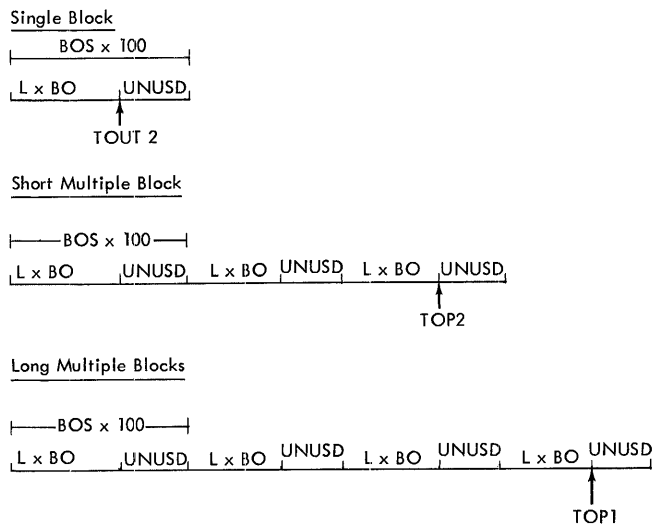 Single Block
BOS x 100
L x BO UNUSD
TOUT 2
Short Multiple Block
BOS x 100
L x BO UNUSD L x BO UNUSD L x BO UNUSD
TOP2
Long Multiple Blocks
BOS x 100
L x BO UNUSD L x BO UNUSD L x BO UNUSD L x BO UNUSD
TOP1